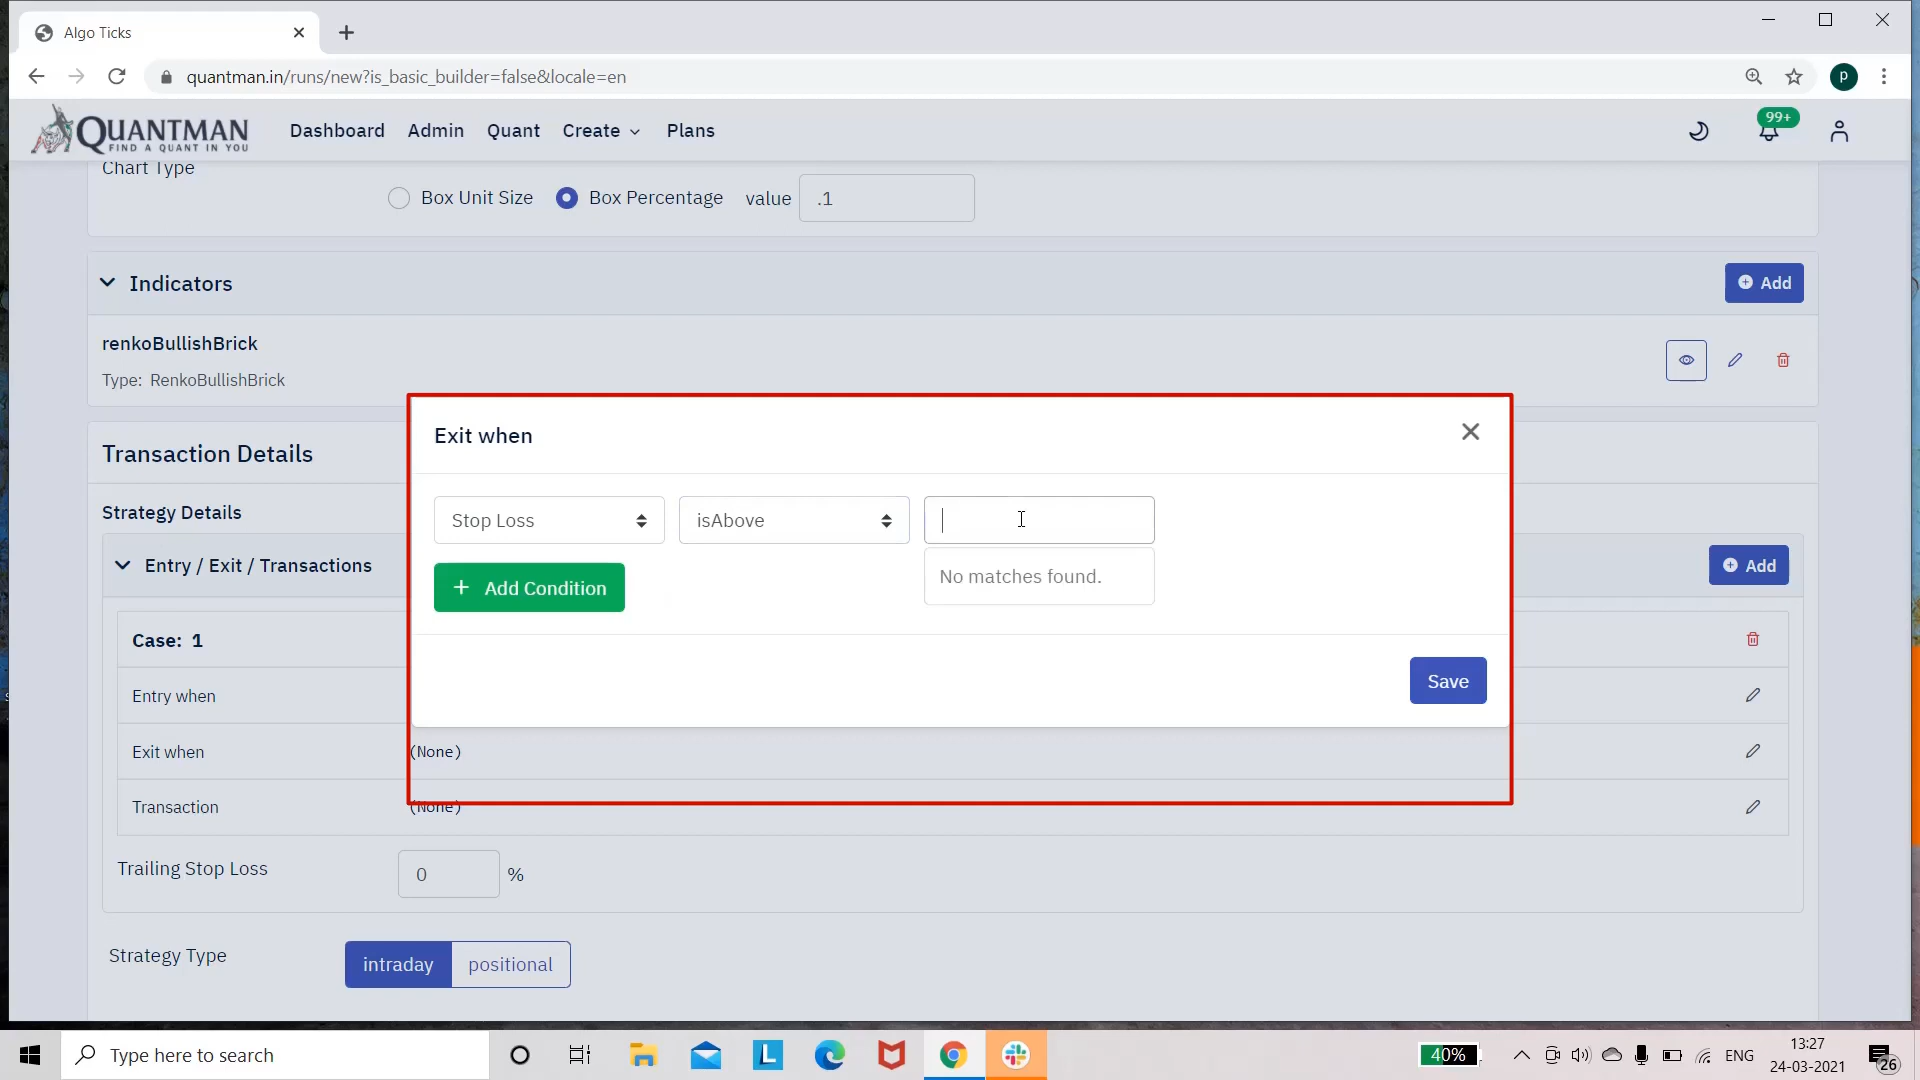 Algo Ticks
quantman.in/runs/new?is_basic_builder=false&locale=en
P
QUANTMAN
FIND A QUANT IN YOU
Dashboard Admin Quant Create Plans
99+
Chart Type
Box Unit Size Box Percentage value .1
Indicators
Add
renkoBullishBrick
Type: RenkoBullishBrick
Exit when
Transaction Details
Stop Loss isAbove
Strategy Details
No matches found.
Entry / Exit / Transactions
Add
+ Add Condition
Case: 1
Save
Entry when
Exit when (None)
Transaction (None)
Trailing Stop Loss 0 %
Strategy Type intraday positional
Type here to search
L
40%
ENG
13:27
24-03-2021
26